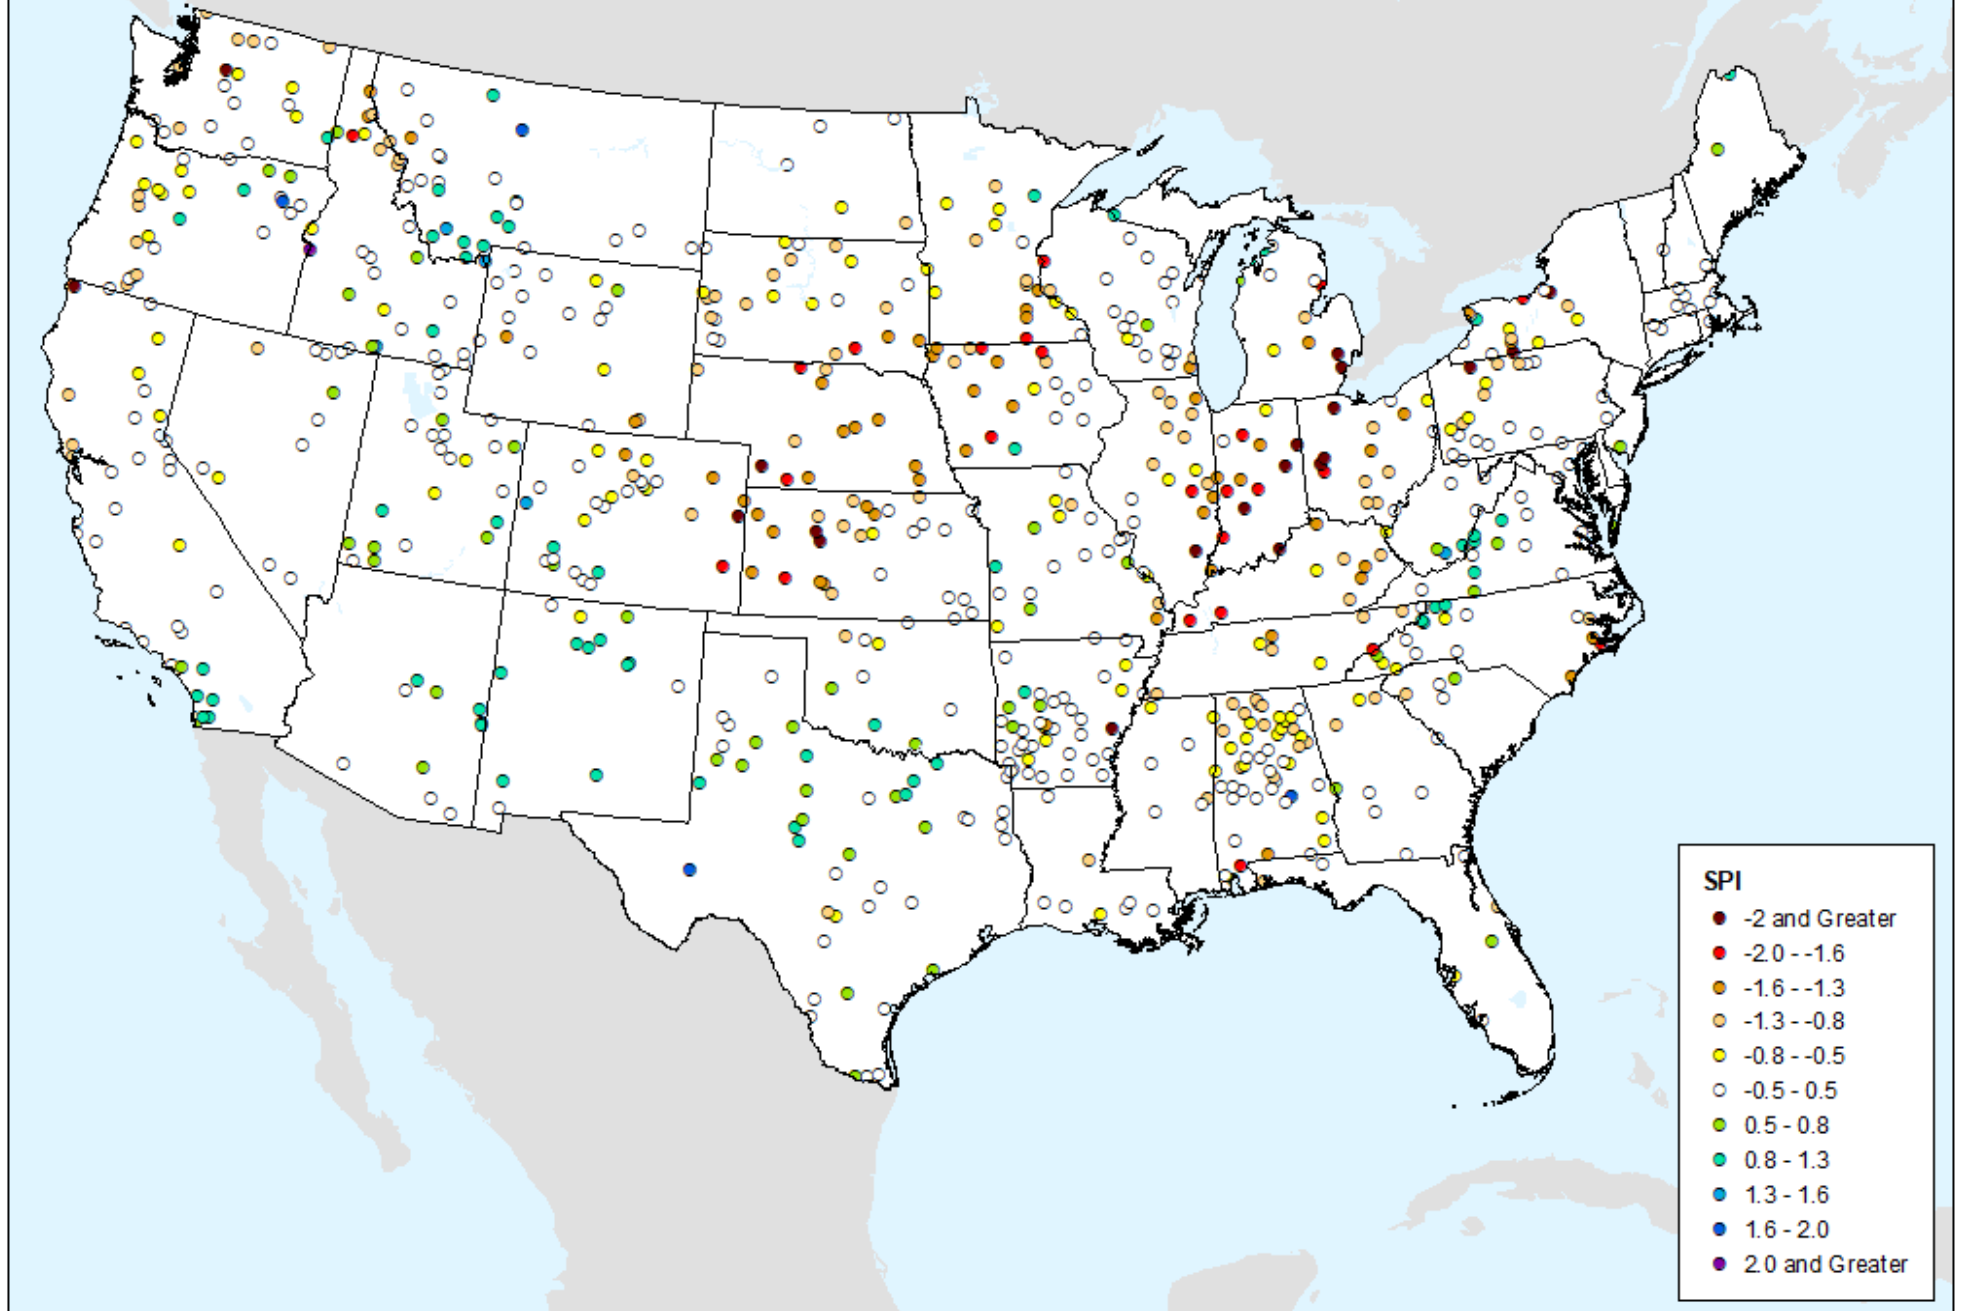 SPI
-2 and Greater
-2.0 - -1.6
-1.6 - -1.3
-1.3 - -0.8
-0.8 - -0.5
-0.5 - 0.5
0.5 - 0.8
0.8 - 1.3
1.3 - 1.6
1.6 - 2.0
2.0 and Greater